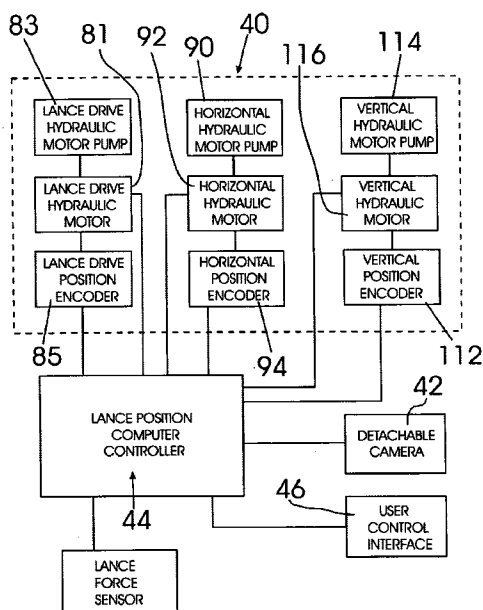 83
81
92
90
40
116
114
LANCE DRIVE
HYDRAULIC
MOTOR PUMP
HORIZONTAL
HYDRAULIC
MOTOR PUMP
VERTICAL
HYDRAULIC
MOTOR PUMP
LANCE DRIVE
HYDRAULIC
MOTOR
HORIZONTAL
HYDRAULIC
MOTOR
VERTICAL
HYDRAULIC
MOTOR
LANCE DRIVE
POSITION
ENCODER
HORIZONTAL
POSITION
ENCODER
VERTICAL
POSITION
ENCODER
85
94
112
LANCE POSITION
COMPUTER
CONTROLLER
44
42
DETACHABLE
CAMERA
46
USER
CONTROL
INTERFACE
LANCE
FORCE
SENSOR